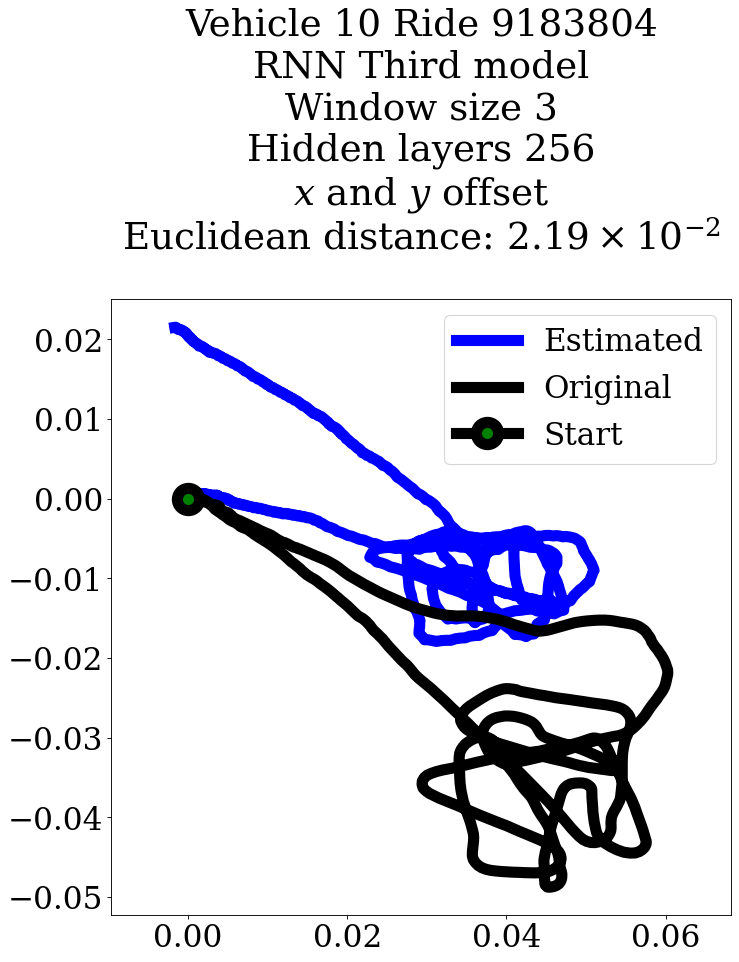 Vehicle 10 Ride 9183804
RNN Third model
Window size 3
Hidden layers 256
x and y offset
Euclidean distance: 2.19 × 10⁻²
Estimated
Original
Start
0.02
0.01
0.00
−0.01
−0.02
−0.03
−0.04
−0.05
0.00 0.02 0.04 0.06